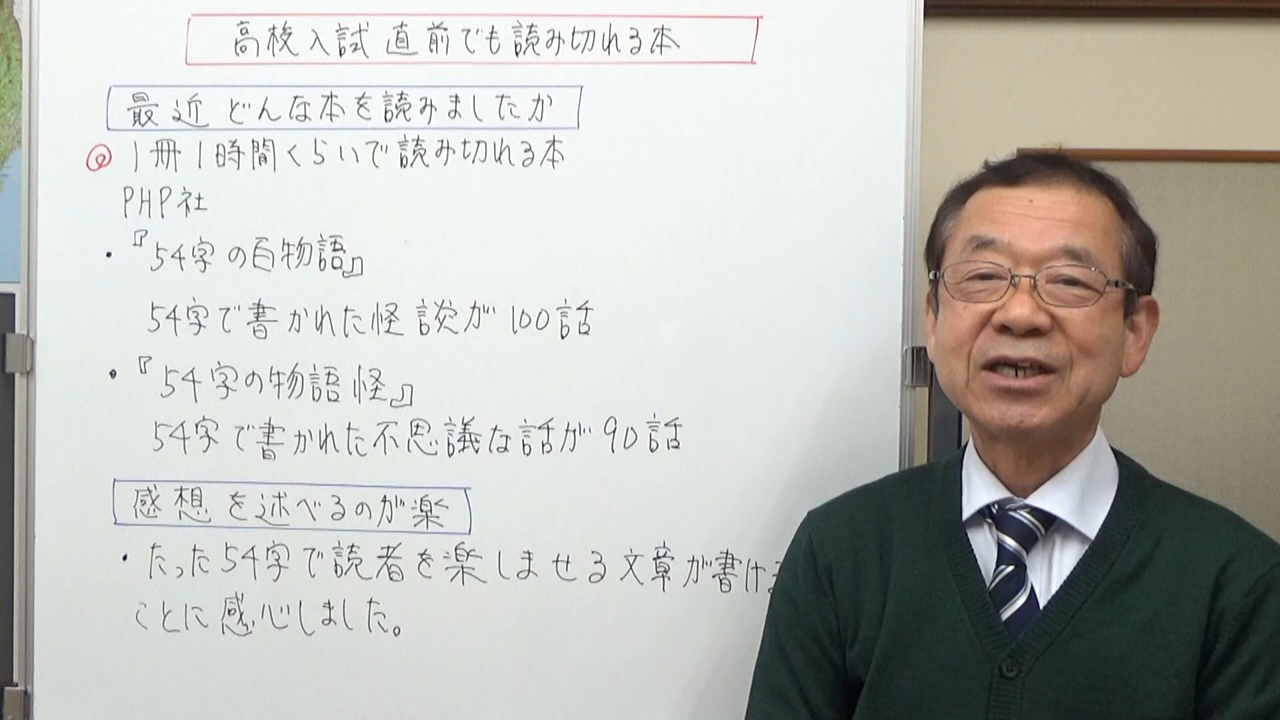 高校入試直前でも読み切れる本
最近どんな本を読みましたか
1冊1時間くらいで読み切れる本
PHP社
・『54字の百物語』
54字で書かれた怪談が100話
・『54字の物語 怪』
54字で書かれた不思議な話が90話
感想を述べるのが楽
・たった54字で読者を楽しませる文章が書け
ことに感心しました。